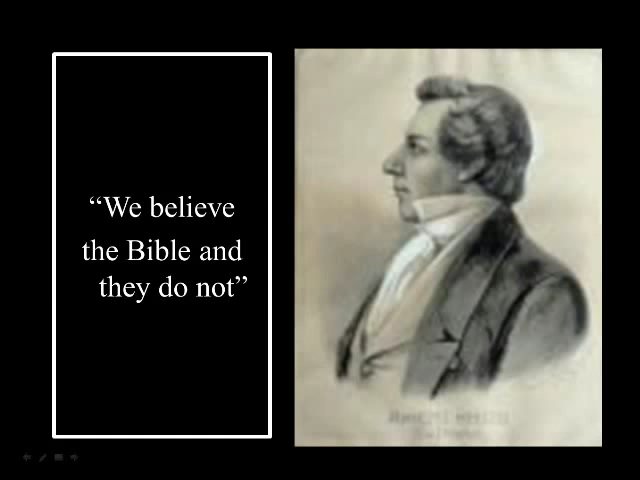 “We believe
the Bible and
they do not”